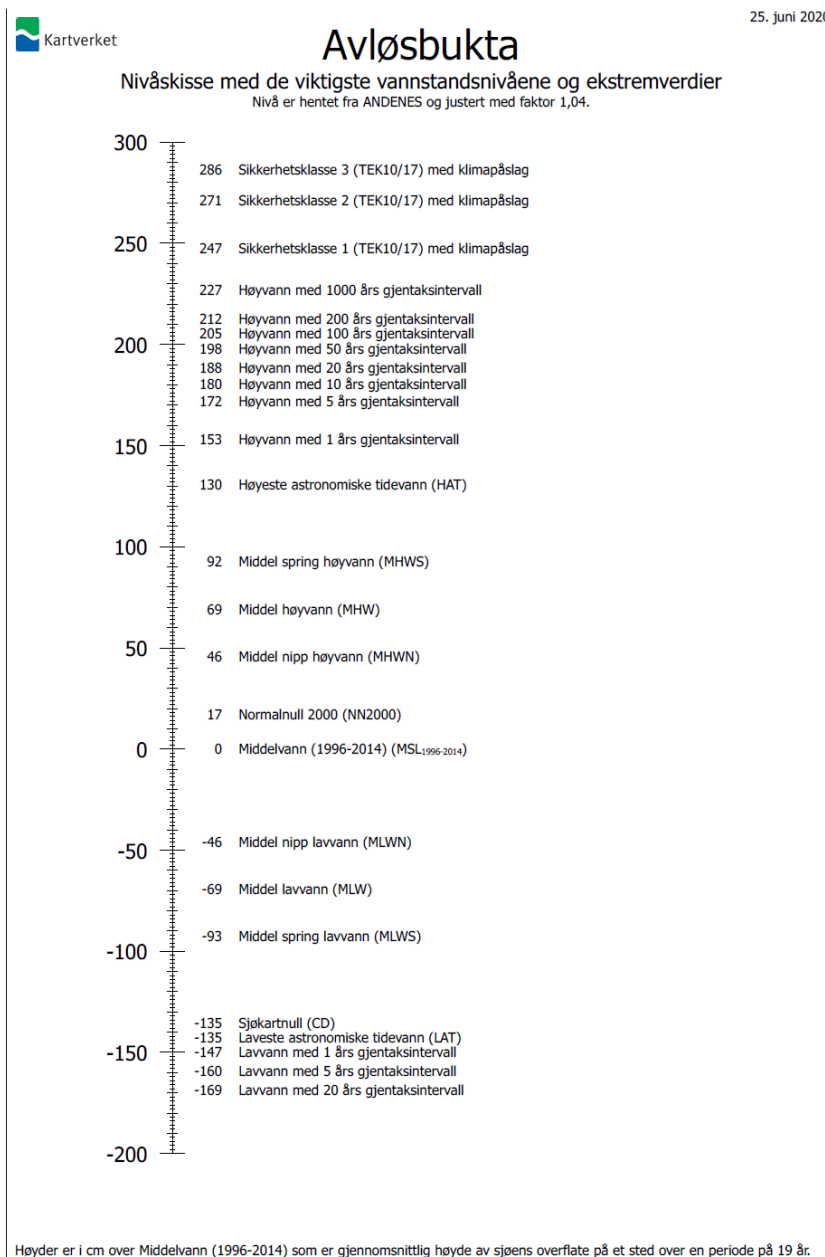 25. juni 2020
Kartverket
Avløsbukta
Nivåskisse med de viktigste vannstandsnivåene og ekstremverdier
Nivå er hentet fra ANDENES og justert med faktor 1,04.
300
286 Sikkerhetsklasse 3 (TEK10/17) med klimapåslag
271 Sikkerhetsklasse 2 (TEK10/17) med klimapåslag
250
247 Sikkerhetsklasse 1 (TEK10/17) med klimapåslag
227 Høyvann med 1000 års gjentaksintervall
212 Høyvann med 200 års gjentaksintervall
205 Høyvann med 100 års gjentaksintervall
200
198 Høyvann med 50 års gjentaksintervall
188 Høyvann med 20 års gjentaksintervall
180 Høyvann med 10 års gjentaksintervall
172 Høyvann med 5 års gjentaksintervall
153 Høyvann med 1 års gjentaksintervall
150
130 Høyeste astronomiske tidevann (HAT)
100
92 Middel spring høyvann (MHWS)
69 Middel høyvann (MHW)
50
46 Middel nipp høyvann (MHWN)
17 Normalnull 2000 (NN2000)
0
0 Middelvann (1996-2014) (MSL1996-2014)
-46 Middel nipp lavvann (MLWN)
-50
-69 Middel lavvann (MLW)
-93 Middel spring lavvann (MLWS)
-100
-135 Sjøkartnull (CD)
-135 Laveste astronomiske tidevann (LAT)
-150
-147 Lavvann med 1 års gjentaksintervall
-160 Lavvann med 5 års gjentaksintervall
-169 Lavvann med 20 års gjentaksintervall
-200
Høyder er i cm over Middelvann (1996-2014) som er gjennomsnittlig høyde av sjøens overflate på et sted over en periode på 19 år.